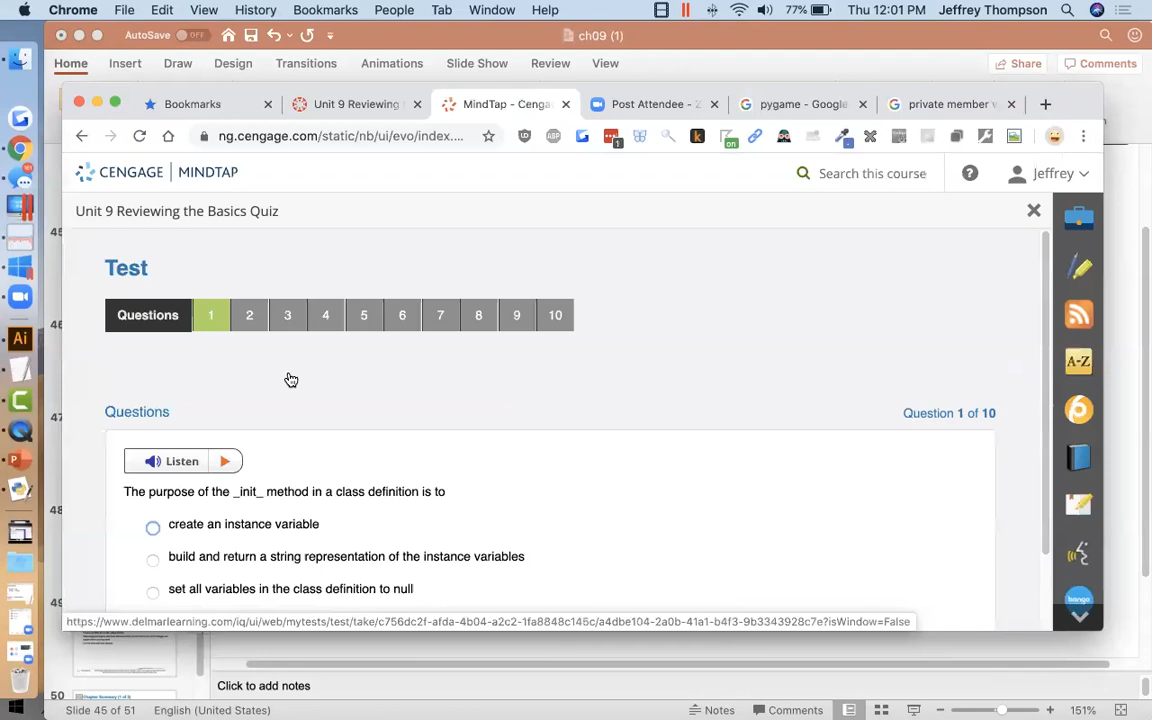 Chrome File Edit View History Bookmarks People Tab Window Help 77% Thu 12:01 PM Jeffrey Thompson
AutoSave OFF ch09 (1)
Home Insert Draw Design Transitions Animations Slide Show Review View Share Comments
Bookmarks Unit 9 Reviewing MindTap - Cenga Post Attendee - Z pygame - Google private member
ng.cengage.com/static/nb/ui/evo/index....
CENGAGE MINDTAP Search this course Jeffrey
Unit 9 Reviewing the Basics Quiz
Test
Questions 1 2 3 4 5 6 7 8 9 10
Questions Question 1 of 10
Listen
The purpose of the _init_ method in a class definition is to
create an instance variable
build and return a string representation of the instance variables
set all variables in the class definition to null
https://www.delmarlearning.com/iq/ui/web/mytests/test/take/c756dc2f-afda-4b04-a2c2-1fa8848c145c/a4dbe104-2a0b-41a1-b4f3-9b3343928c7e?isWindow=False
50
Click to add notes
Slide 45 of 51 English (United States) Notes Comments 151%